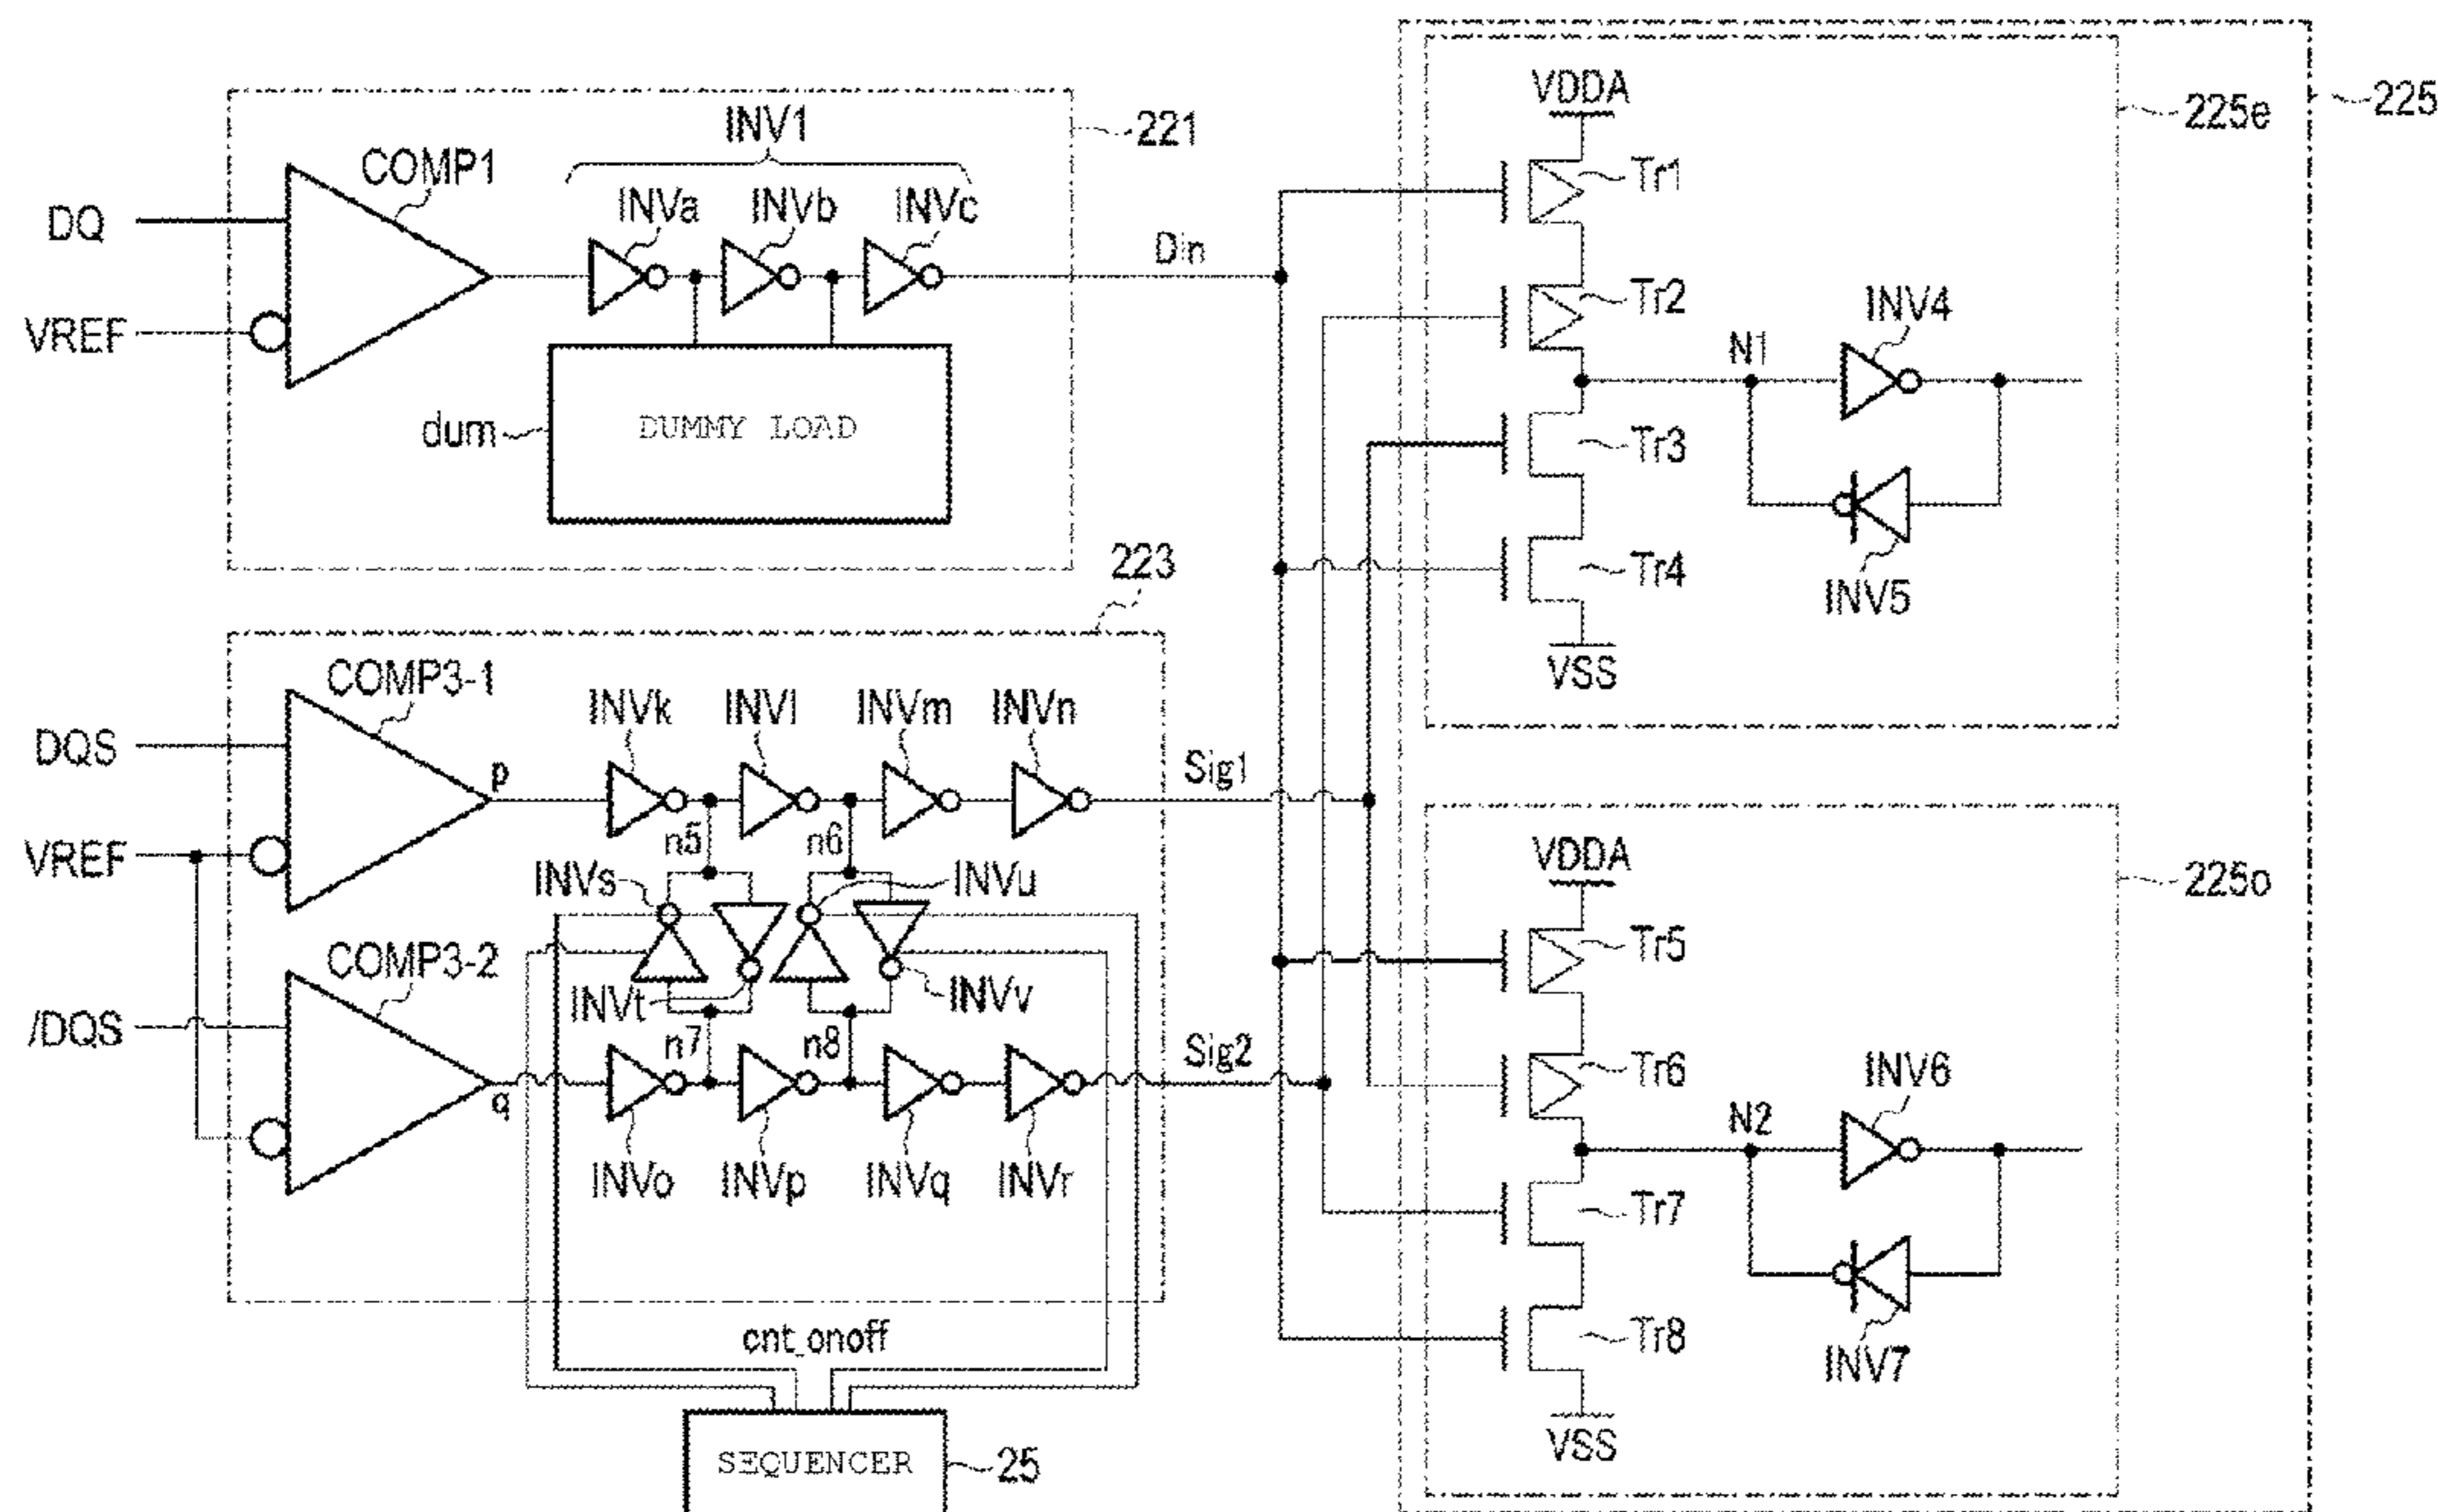 225
225e
VDDA
Tr1
Tr2
Tr3
Tr4
VSS
N1
INV4
INV5
221
INV1
INVa
INVb
INVc
COMP1
DQ
VREF
Din
dum
DUMMY LOAD
223
COMP3-1
DQS
VREF
p
INVk
INVl
INVm
INVn
Sig1
n5
n6
INVs
INVu
COMP3-2
/DQS
q
INVt
INVv
n7
n8
Sig2
INVo
INVp
INVq
INVr
cnt_onoff
SEQUENCER
25
225o
VDDA
Tr5
Tr6
Tr7
Tr8
VSS
N2
INV6
INV7